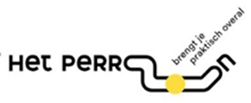 Het Perron
brengt je
praktisch overal